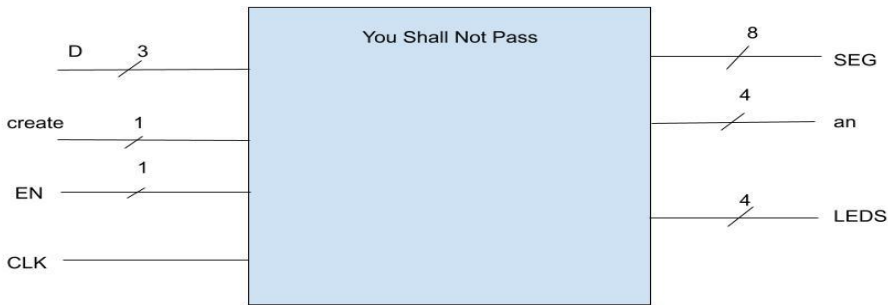 You Shall Not Pass
D 3
create 1
EN 1
CLK
8 SEG
4 an
4 LEDS